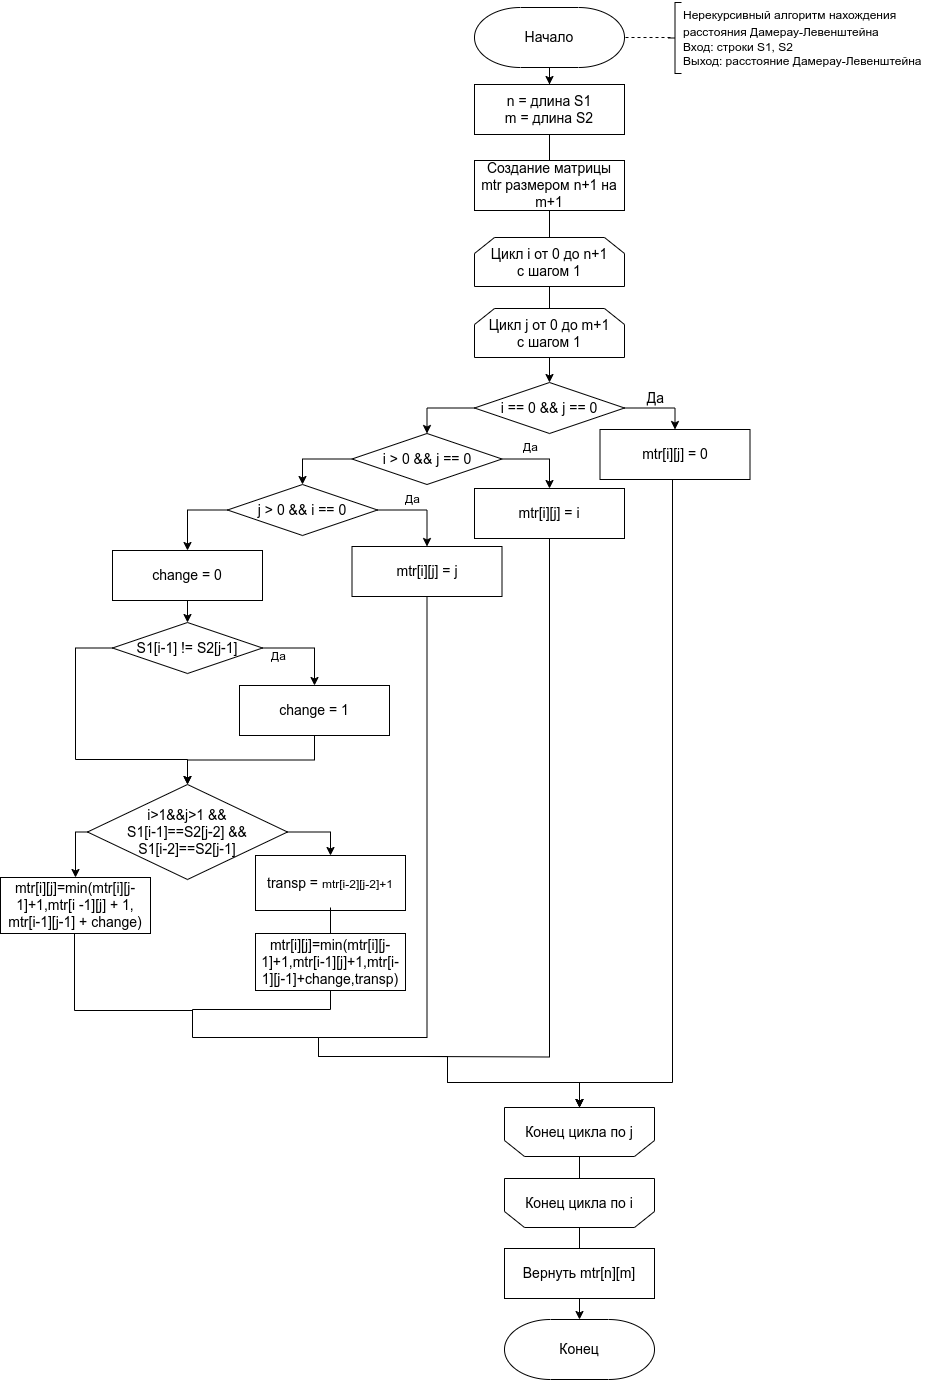 Начало
Нерекурсивный алгоритм нахождения
расстояния Дамерау-Левенштейна
Вход: строки S1, S2
Выход: расстояние Дамерау-Левенштейна
n = длина S1
m = длина S2
Создание матрицы
mtr размером n+1 на
m+1
Цикл i от 0 до n+1
с шагом 1
Цикл j от 0 до m+1
с шагом 1
i == 0 && j == 0
Да
mtr[i][j] = 0
i > 0 && j == 0
Да
mtr[i][j] = i
j > 0 && i == 0
Да
mtr[i][j] = j
change = 0
S1[i-1] != S2[j-1]
Да
change = 1
i>1&&j>1 &&
S1[i-1]==S2[j-2] &&
S1[i-2]==S2[j-1]
transp = mtr[i-2][j-2]+1
mtr[i][j]=min(mtr[i][j-
1]+1,mtr[i -1][j] + 1,
mtr[i-1][j-1] + change)
mtr[i][j]=min(mtr[i][j-
1]+1,mtr[i-1][j]+1,mtr[i-
1][j-1]+change,transp)
Конец цикла по j
Конец цикла по i
Вернуть mtr[n][m]
Конец